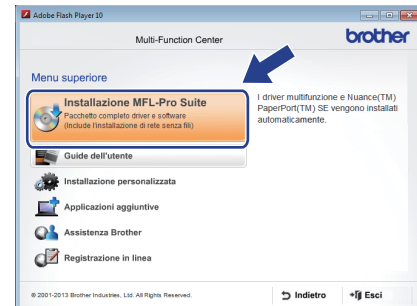 Adobe Flash Player 10
Multi-Function Center
brother
Menu superiore
Installazione MFL-Pro Suite
Pacchetto completo driver e software
(Include l'installazione di rete senza fili)
I driver multifunzione e Nuance(TM)
PaperPort(TM) SE vengono installati
automaticamente.
Guide dell'utente
Installazione personalizzata
Applicazioni aggiuntive
Assistenza Brother
Registrazione in linea
© 2001-2013 Brother Industries, Ltd. All Rights Reserved.
Indietro
Esci